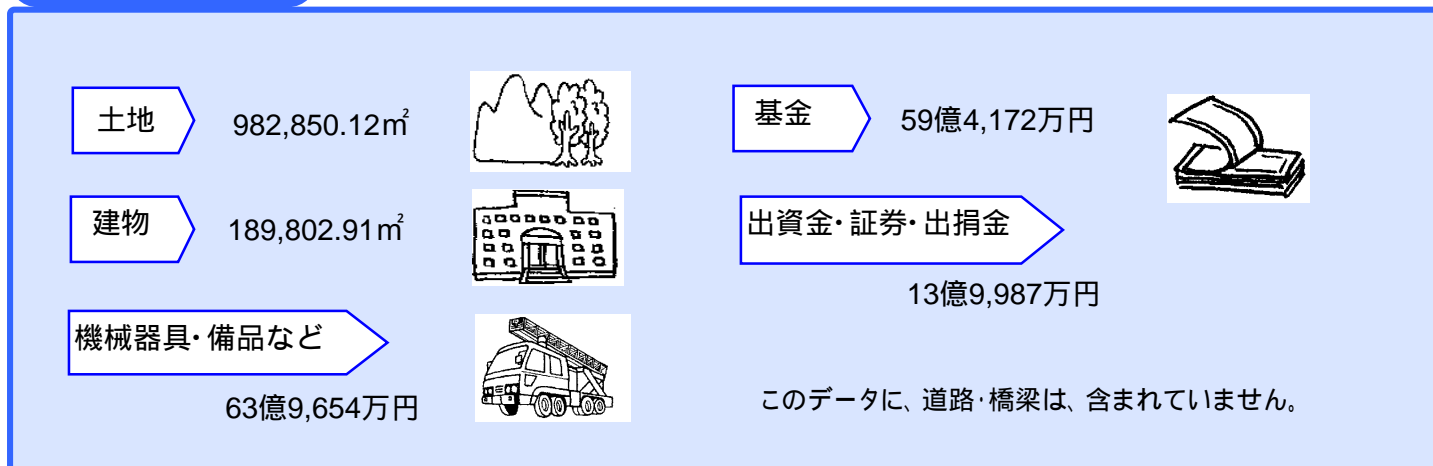 土地
982,850.12㎡
建物
189,802.91㎡
機械器具・備品など
63億9,654万円
基金
59億4,172万円
出資金・証券・出捐金
13億9,987万円
このデータに、道路・橋梁は、含まれていません。